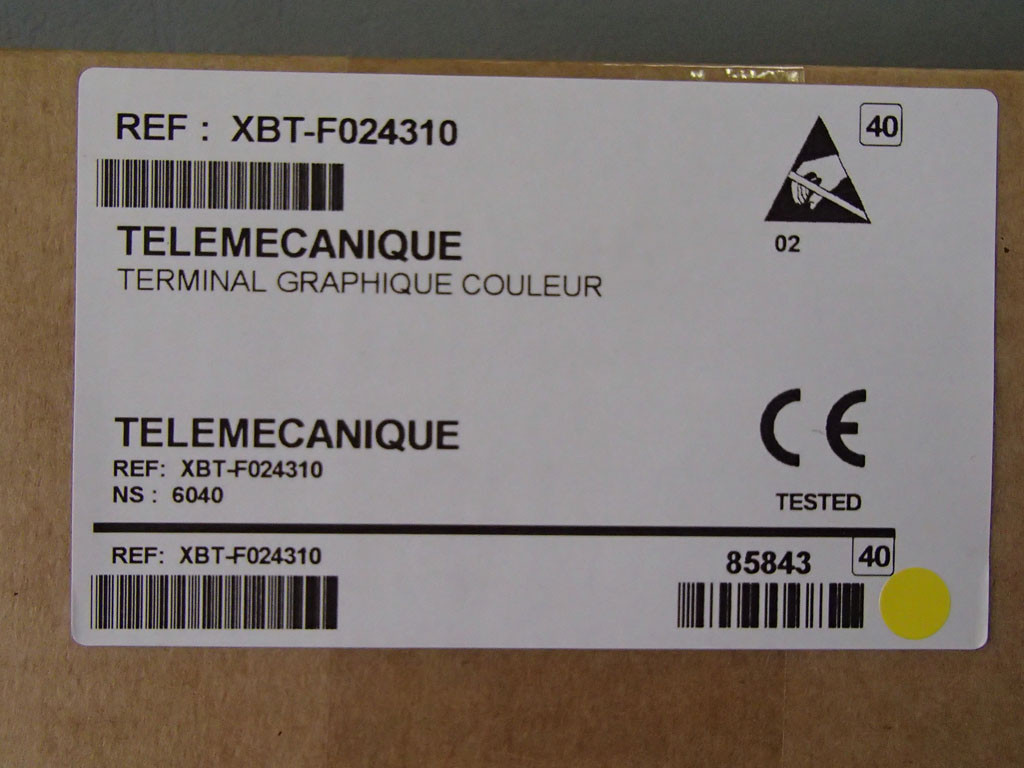 REF : XBT-F024310
40
02
TELEMECANIQUE
TERMINAL GRAPHIQUE COULEUR
TELEMECANIQUE
REF: XBT-F024310
NS : 6040
CE
TESTED
REF: XBT-F024310
85843
40